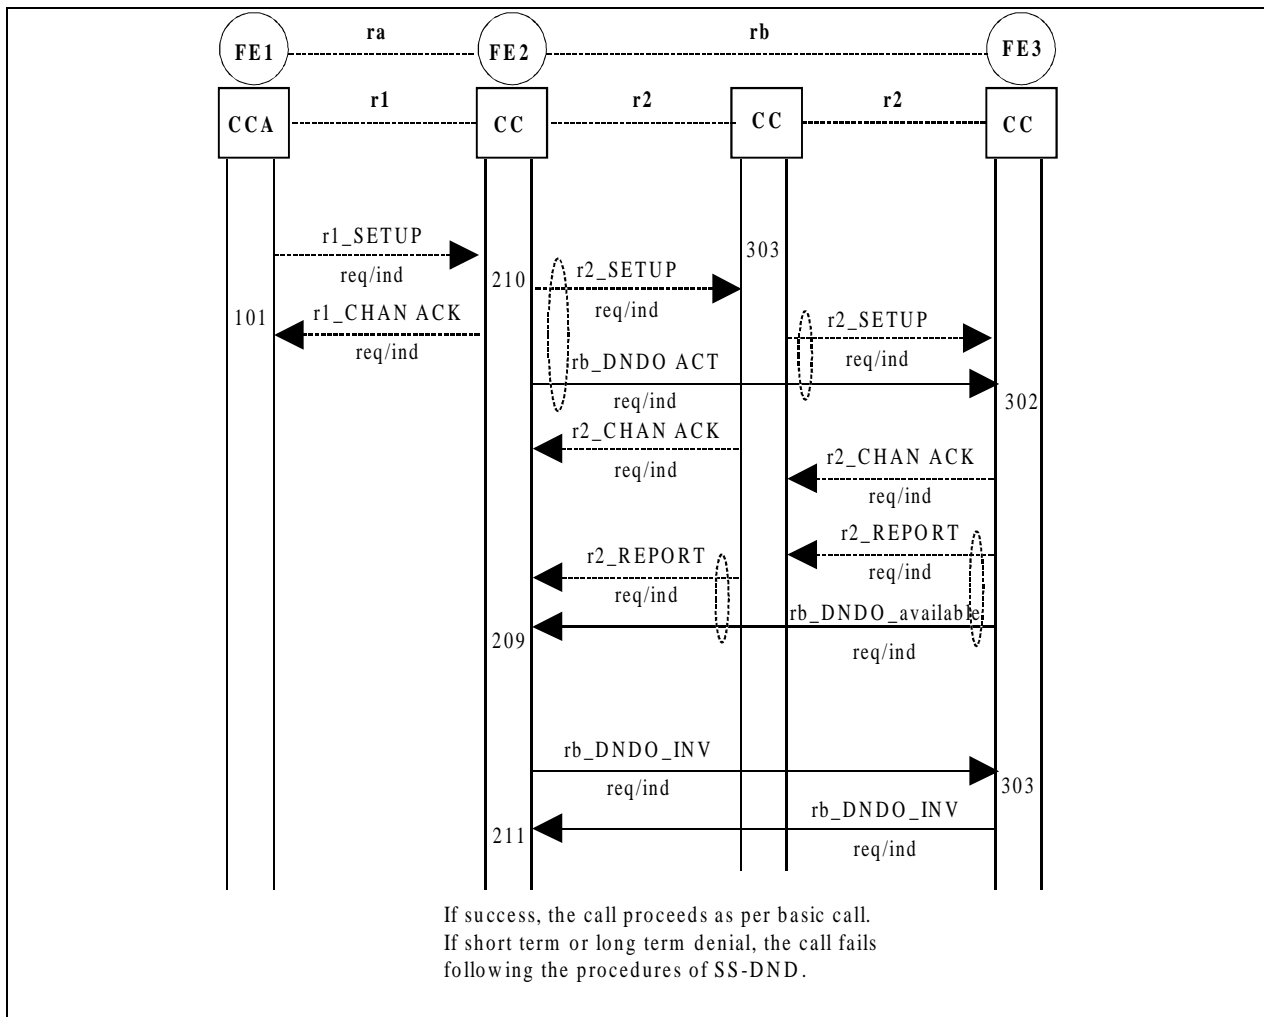 ra
rb
FE1
FE2
FE3
r1
r2
r2
CCA
CC
CC
CC
r1_SETUP
req/ind
303
210
r2_SETUP
req/ind
101
r1_CHAN ACK
req/ind
r2_SETUP
req/ind
rb_DNDO ACT
req/ind
302
r2_CHAN ACK
req/ind
r2_CHAN ACK
req/ind
r2_REPORT
req/ind
r2_REPORT
req/ind
rb_DNDO_available
req/ind
209
rb_DNDO_INV
req/ind
303
rb_DNDO_INV
req/ind
211
If success, the call proceeds as per basic call.
If short term or long term denial, the call fails
following the procedures of SS-DND.